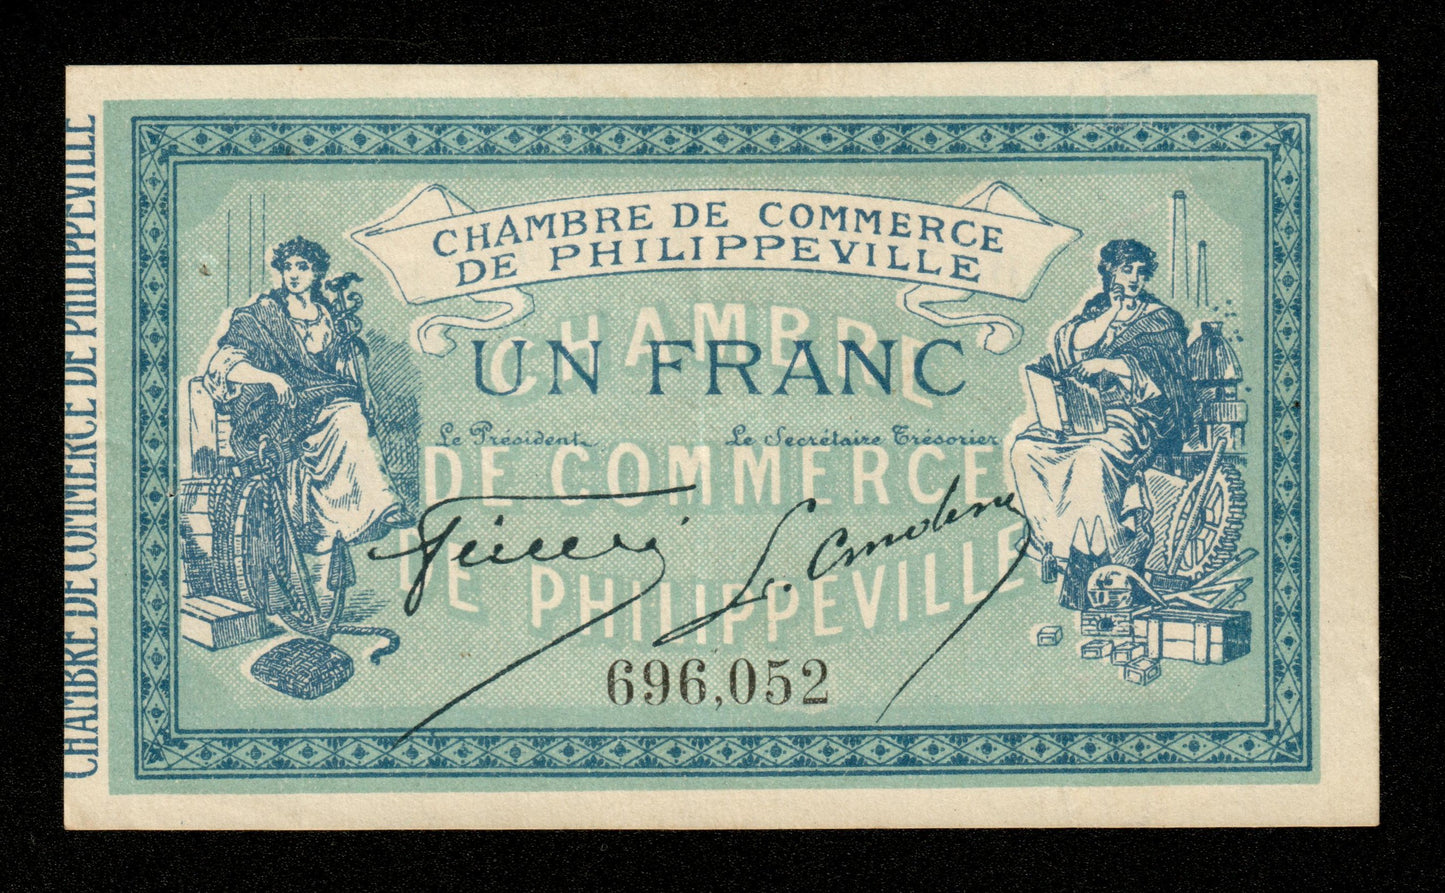 CHAMBRE DE COMMERCE DE PHILIPPEVILLE
CHAMBRE DE COMMERCE
DE PHILIPPEVILLE
CHAMBRE
UN FRANC
Le Président
Le Secrétaire Trésorier
DE COMMERCE
DE PHILIPPEVILLE
696,052